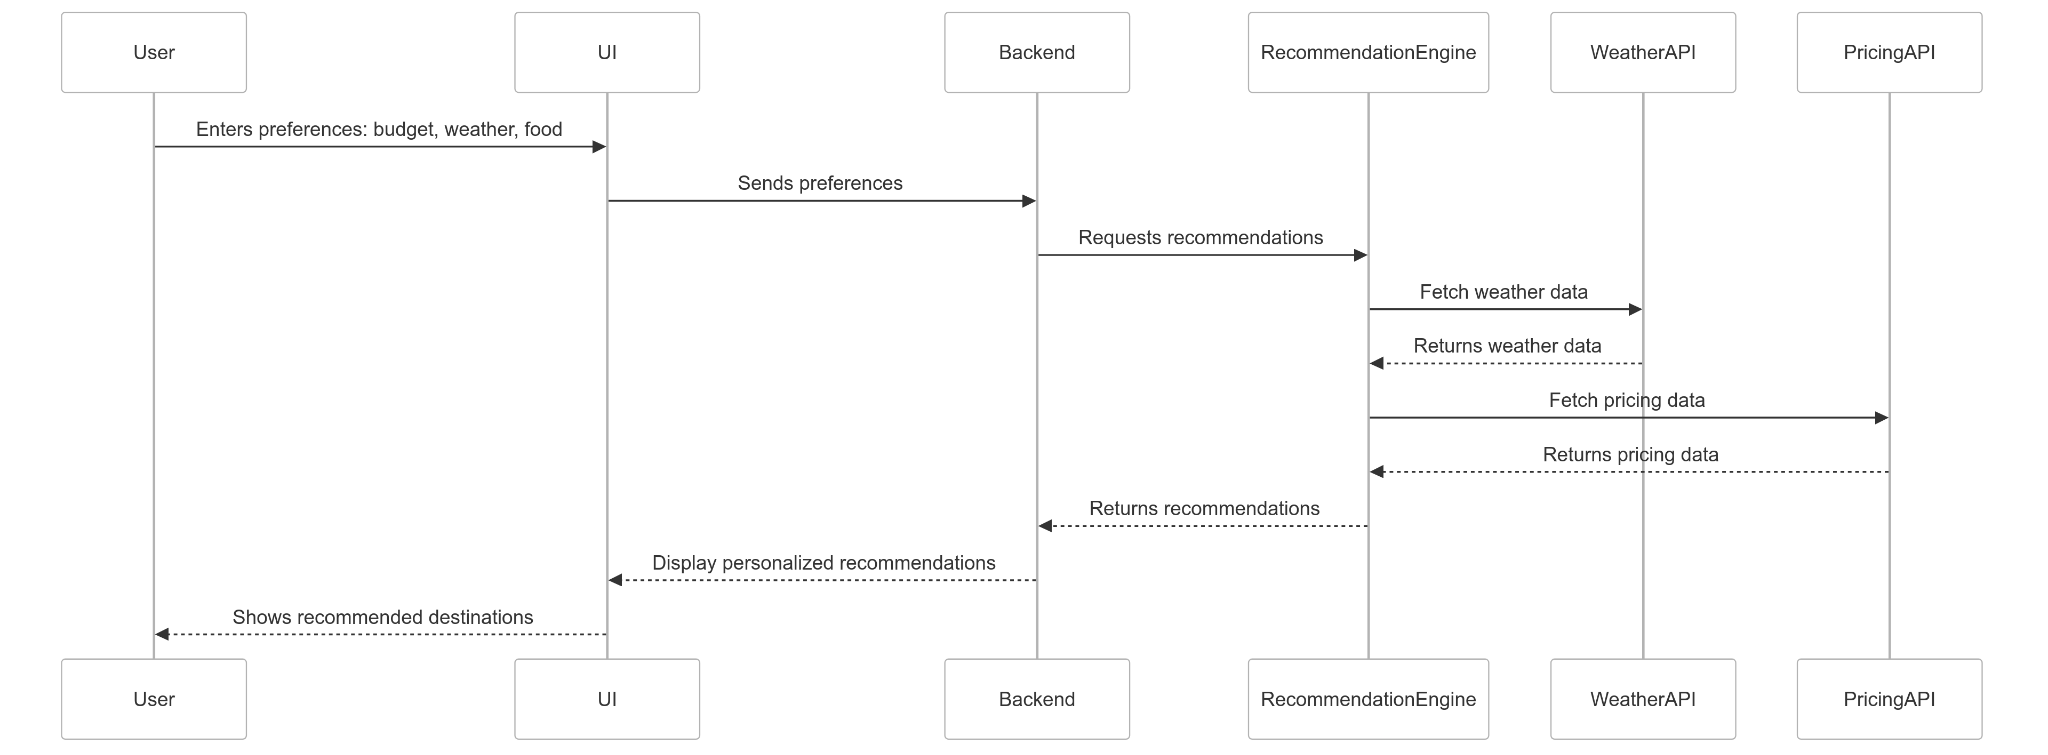 User
UI
Backend
RecommendationEngine
WeatherAPI
PricingAPI
Enters preferences: budget, weather, food
Sends preferences
Requests recommendations
Fetch weather data
Returns weather data
Fetch pricing data
Returns pricing data
Returns recommendations
Display personalized recommendations
Shows recommended destinations
User
UI
Backend
RecommendationEngine
WeatherAPI
PricingAPI